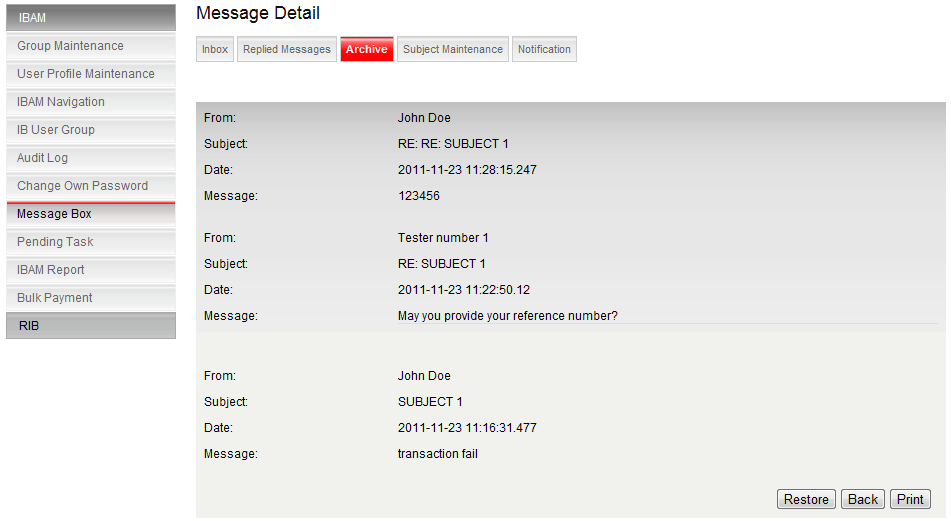 IBAM
Group Maintenance
User Profile Maintenance
IBAM Navigation
IB User Group
Audit Log
Change Own Password
Message Box
Pending Task
IBAM Report
Bulk Payment
RIB
Message Detail
Inbox Replied Messages Archive Subject Maintenance Notification
From: John Doe
Subject: RE: RE: SUBJECT 1
Date: 2011-11-23 11:28:15.247
Message: 123456
From: Tester number 1
Subject: RE: SUBJECT 1
Date: 2011-11-23 11:22:50.12
Message: May you provide your reference number?
From: John Doe
Subject: SUBJECT 1
Date: 2011-11-23 11:16:31.477
Message: transaction fail
Restore Back Print